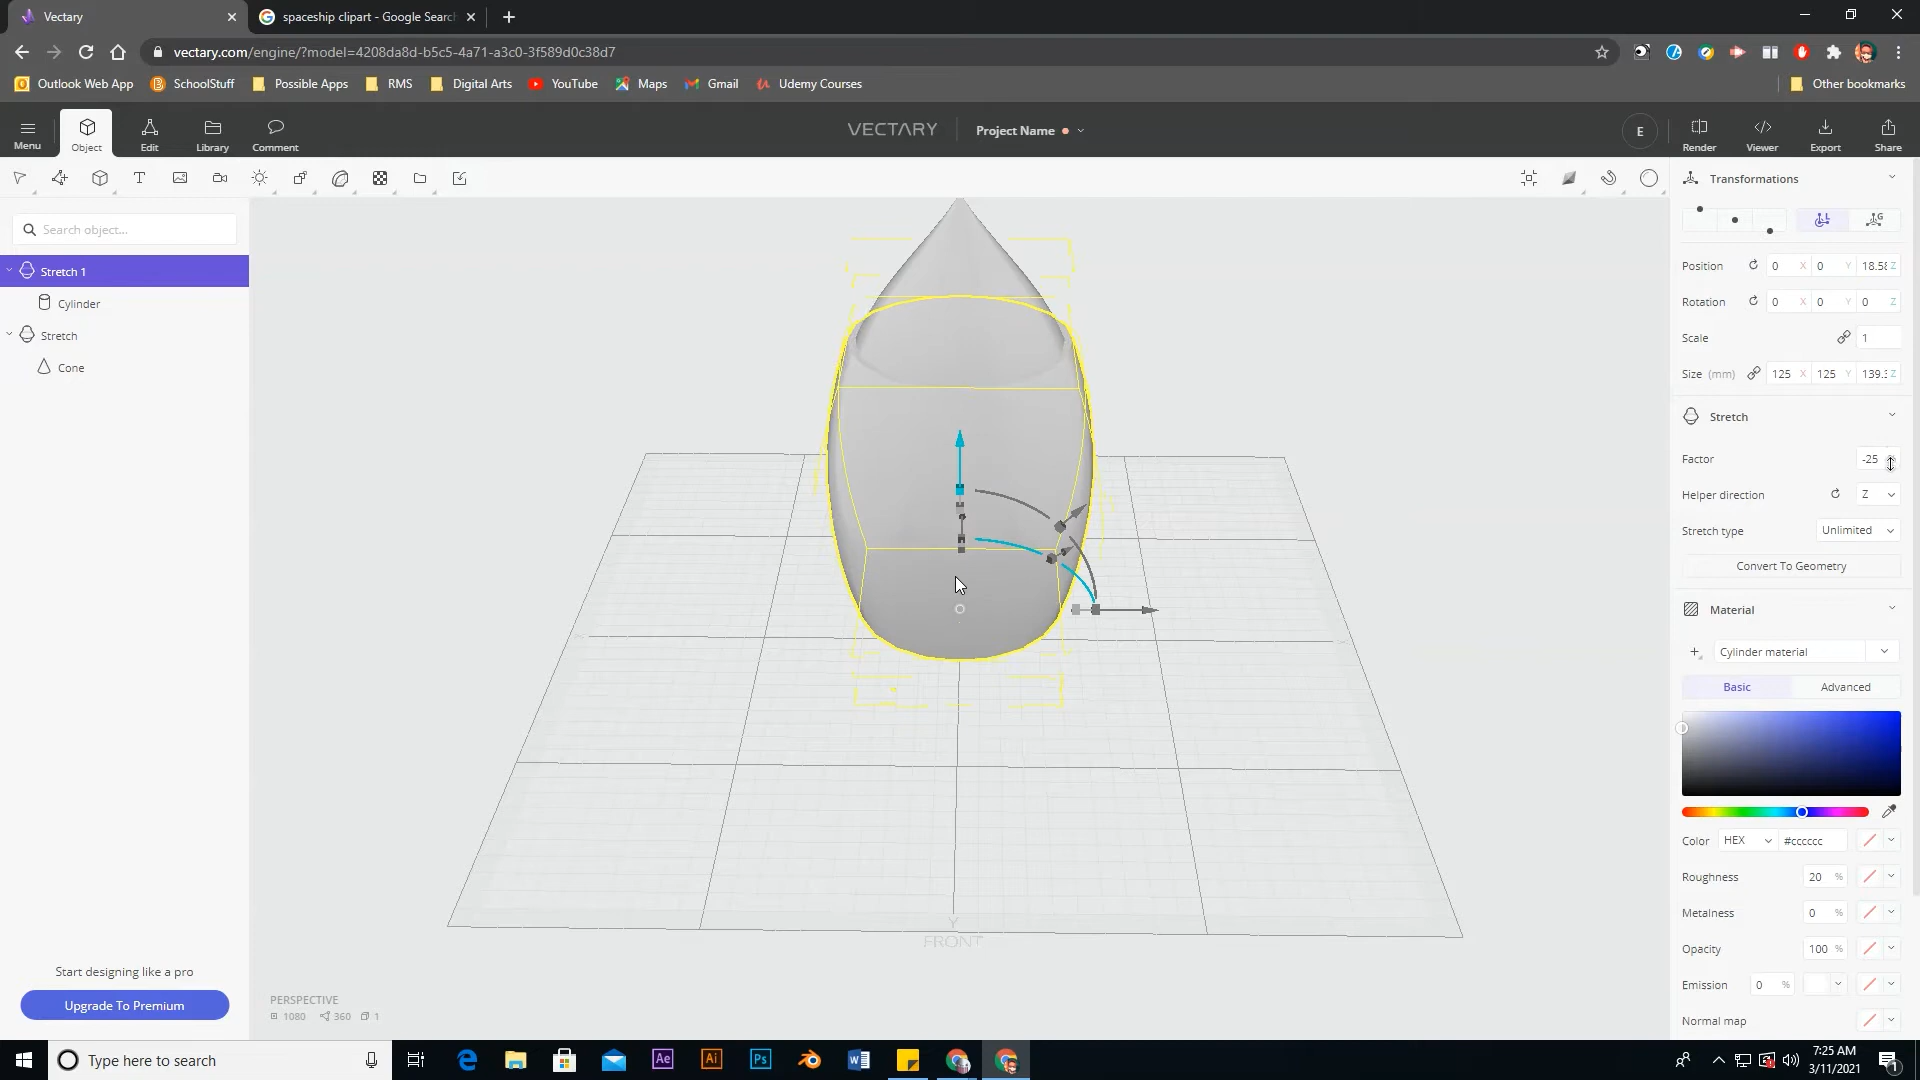 Vectary
spaceship clipart - Google Search
vectary.com/engine/?model=4208da8d-b5c5-4a71-a3c0-3f589d0c38d7
Outlook Web App SchoolStuff Possible Apps RMS Digital Arts YouTube Maps Gmail Udemy Courses Other bookmarks
Menu Object Edit Library Comment
VECTARY Project Name
E Render Viewer Export Share
Search object...
Stretch 1
Cylinder
Stretch
Cone
Start designing like a pro
Upgrade To Premium
Y
FRONT
PERSPECTIVE
1080 360 1
Transformations
L G
Position 0 X 0 Y 18.58 Z
Rotation 0 X 0 Y 0 Z
Scale 1
Size (mm) 125 X 125 Y 139.3 Z
Stretch
Factor -25
Helper direction Z
Stretch type Unlimited
Convert To Geometry
Material
Cylinder material
Basic Advanced
Color HEX #cccccc
Roughness 20 %
Metalness 0 %
Opacity 100 %
Emission 0 %
Normal map
Type here to search
Ae Ai Ps
7:25 AM
3/11/2021
1